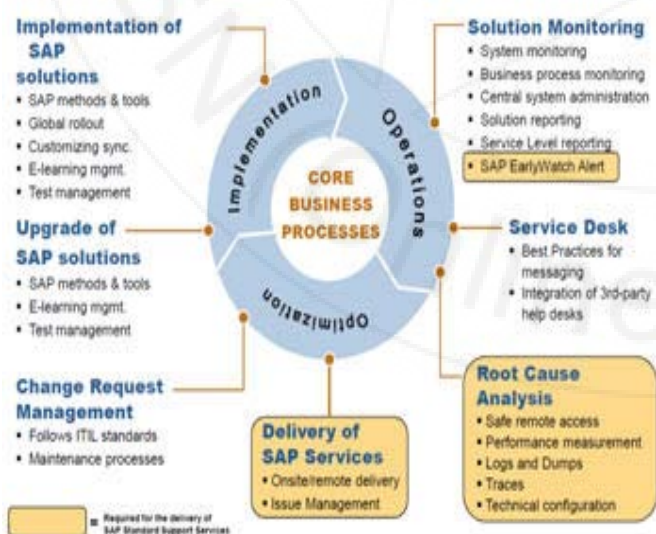 Implementation of
SAP
solutions
SAP methods & tools
Global rollout
Customizing sync.
E-learning mgmt.
Test management
Upgrade of
SAP solutions
SAP methods & tools
E-learning mgmt.
Test management
Change Request
Management
Follows ITIL standards
Maintenance processes
Implementation
Operations
Optimization
CORE
BUSINESS
PROCESSES
Delivery of
SAP Services
Onsite/remote delivery
Issue Management
Solution Monitoring
System monitoring
Business process monitoring
Central system administration
Solution reporting
Service Level reporting
SAP EarlyWatch Alert
Service Desk
Best Practices for
messaging
Integration of 3rd-party
help desks
Root Cause
Analysis
Safe remote access
Performance measurement
Logs and Dumps
Traces
Technical configuration
= Required for the delivery of
SAP Standard Support Services